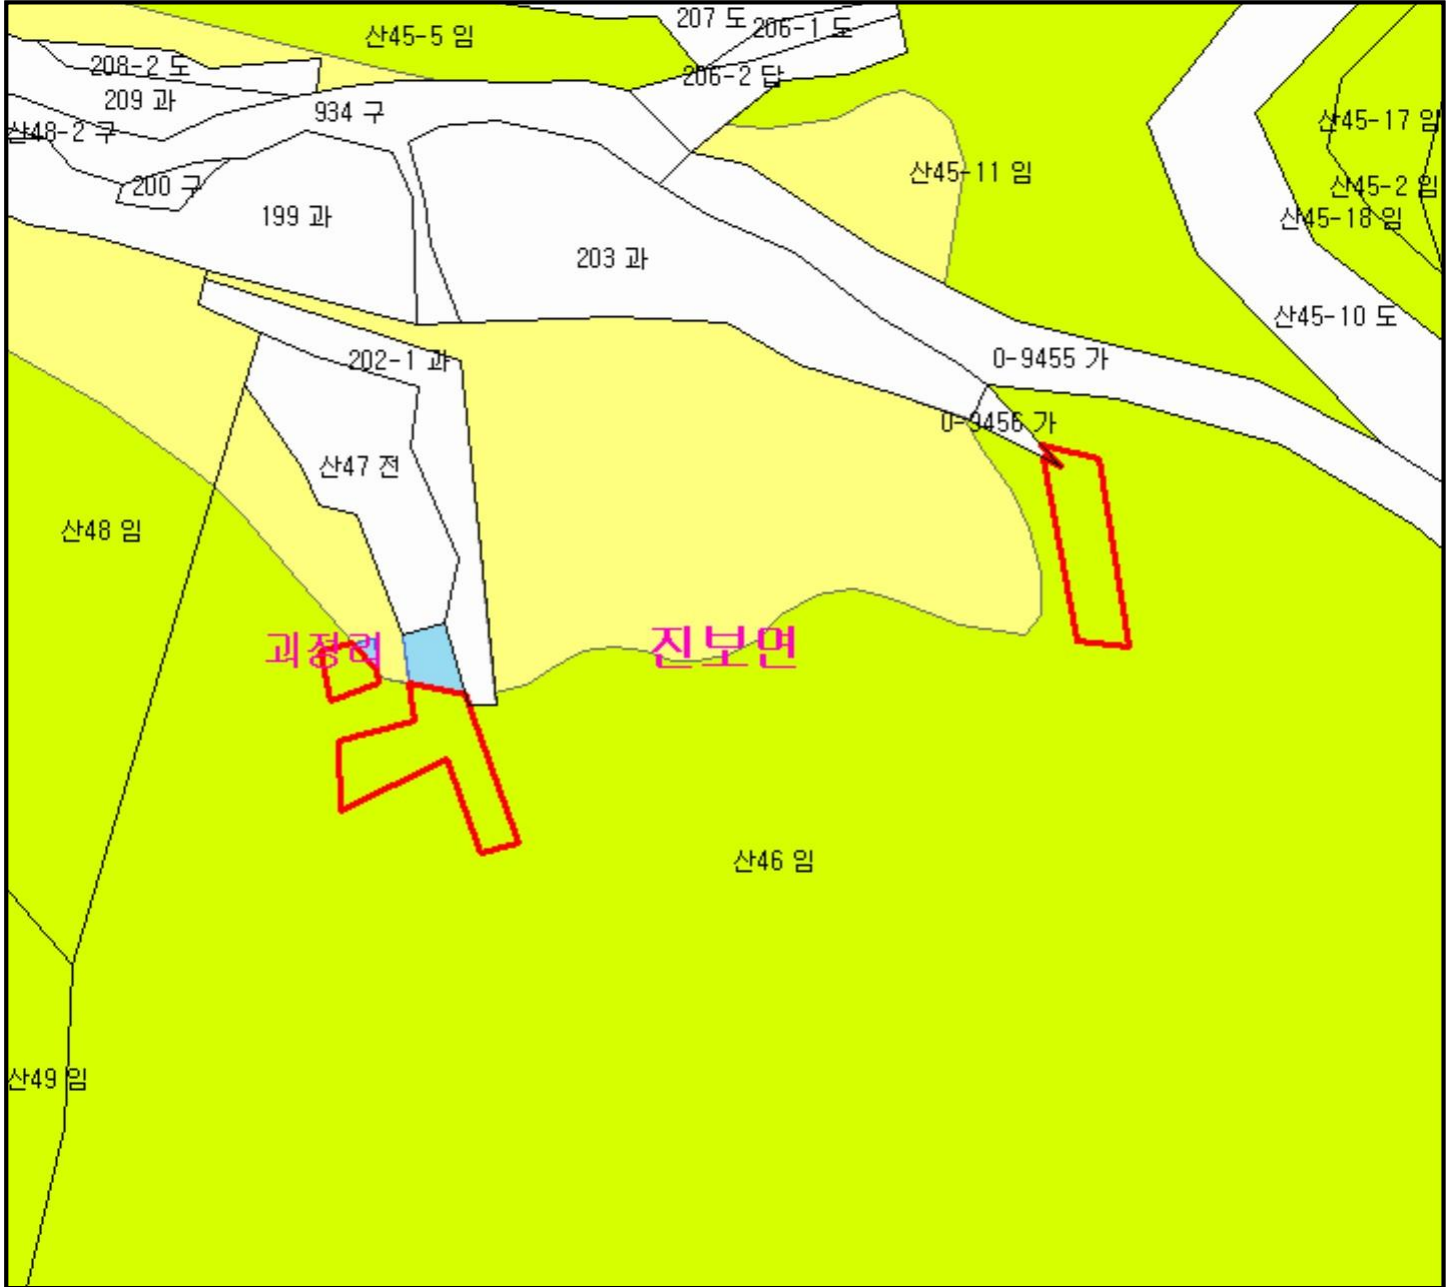 207 도
206-1 도
산45-5 임
208-2 도
206-2 답
209 과
934 구
산48-2 구
산45-17 임
산45-11 임
200 구
산45-2 임
199 과
산45-18 임
203 과
산45-10 도
202-1 과
0-9455 가
0-9456 가
산47 전
산48 임
괴정리
진보면
산46 임
산49 임